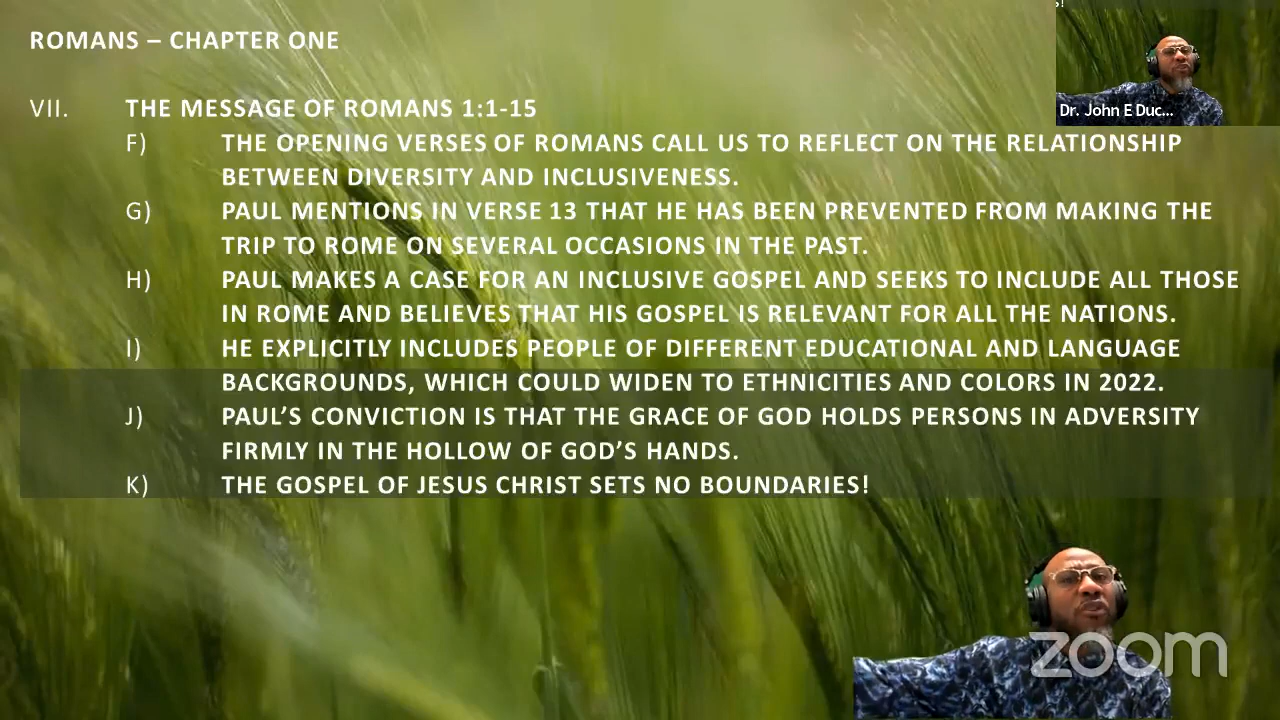 s!
ROMANS – CHAPTER ONE
Dr. John E Duc...
VII. THE MESSAGE OF ROMANS 1:1-15
F) THE OPENING VERSES OF ROMANS CALL US TO REFLECT ON THE RELATIONSHIP
BETWEEN DIVERSITY AND INCLUSIVENESS.
G) PAUL MENTIONS IN VERSE 13 THAT HE HAS BEEN PREVENTED FROM MAKING THE
TRIP TO ROME ON SEVERAL OCCASIONS IN THE PAST.
H) PAUL MAKES A CASE FOR AN INCLUSIVE GOSPEL AND SEEKS TO INCLUDE ALL THOSE
IN ROME AND BELIEVES THAT HIS GOSPEL IS RELEVANT FOR ALL THE NATIONS.
I) HE EXPLICITLY INCLUDES PEOPLE OF DIFFERENT EDUCATIONAL AND LANGUAGE
BACKGROUNDS, WHICH COULD WIDEN TO ETHNICITIES AND COLORS IN 2022.
J) PAUL’S CONVICTION IS THAT THE GRACE OF GOD HOLDS PERSONS IN ADVERSITY
FIRMLY IN THE HOLLOW OF GOD’S HANDS.
K) THE GOSPEL OF JESUS CHRIST SETS NO BOUNDARIES!
zoom